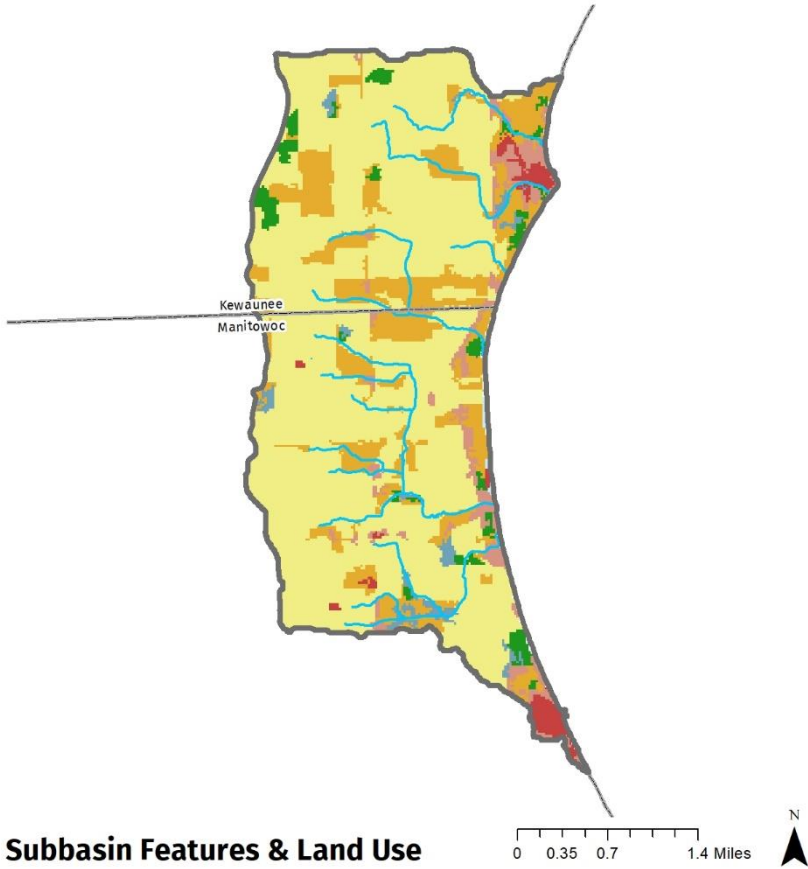 Kewaunee
Manitowoc
N
Subbasin Features & Land Use
0 0.35 0.7 1.4 Miles